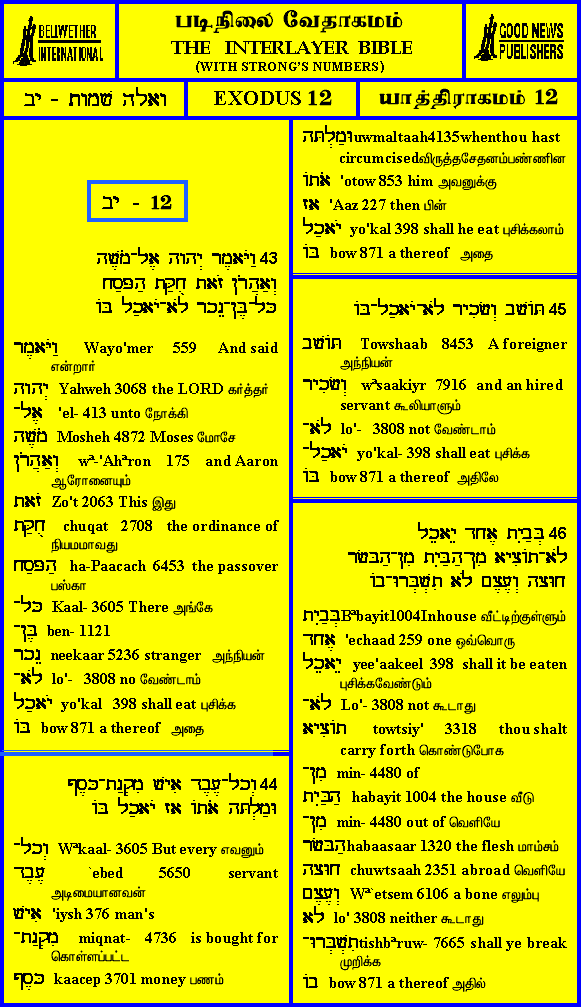 BELLWETHER
INTERNATIONAL
படிநிலை வேதாகமம்
THE INTERLAYER BIBLE
(WITH STRONG'S NUMBERS)
GOOD NEWS
PUBLISHERS
ואלה שמות - יב
EXODUS 12
யாத்திராகமம் 12
יב - 12
43 וַיֹּאמֶר יְהוָה אֶל־מֹשֶׁה
וְאַהֲרֹן זֹאת חֻקַּת הַפָּסַח
כָּל־בֶּן־נֵכָר לֹא־יֹאכַל בּוֹ
וַיֹּאמֶר Wayo'mer 559 And said
என்றார்
יְהוָה Yahweh 3068 the LORD கர்த்தர்
אֶל־ 'el- 413 unto நோக்கி
מֹשֶׁה Mosheh 4872 Moses மோசே
וְאַהֲרֹן wª-'Ahªron 175 and Aaron
ஆரோனையும்
זֹאת Zo't 2063 This இது
חֻקַּת chuqat 2708 the ordinance of
நியமமாவது
הַפָּסַח ha-Paacach 6453 the passover
பஸ்கா
כָּל־ Kaal- 3605 There அங்கே
בֶּן־ ben- 1121
נֵכָר neekaar 5236 stranger அந்நியன்
לֹא־ lo'- 3808 no வேண்டாம்
יֹאכַל yo'kal 398 shall eat புசிக்க
בּוֹ bow 871 a thereof அதை
44 וְכָל־עֶבֶד אִישׁ מִקְנַת־כָּסֶף
וּמַלְתָּה אֹתוֹ אָז יֹאכַל בּוֹ
וְכָל־ Wªkaal- 3605 But every எவனும்
עֶבֶד `ebed 5650 servant
அடிமையானவன்
אִישׁ 'iysh 376 man's
מִקְנַת־ miqnat- 4736 is bought for
கொள்ளப்பட்ட
כָּסֶף kaacep 3701 money பணம்
וּמַלְתָּה uwmaltaah4135whenthou hast
circumcisedவிருத்தசேதனம்பண்ணின
אֹתוֹ 'otow 853 him அவனுக்கு
אָז 'Aaz 227 then பின்
יֹאכַל yo'kal 398 shall he eat புசிக்கலாம்
בּוֹ bow 871 a thereof அதை
45 תּוֹשָׁב וְשָׂכִיר לֹא־יֹאכַל־בּוֹ
תּוֹשָׁב Towshaab 8453 A foreigner
அந்நியன்
וְשָׂכִיר wªsaakiyr 7916 and an hired
servant கூலியாளும்
לֹא־ lo'- 3808 not வேண்டாம்
יֹאכַל־ yo'kal- 398 shall eat புசிக்க
בּוֹ bow 871 a thereof அதிலே
46 בְּבַיִת אֶחָד יֵאָכֵל
לֹא־תוֹצִיא מִן־הַבַּיִת מִן־הַבָּשָׂר
חוּצָה וְעֶצֶם לֹא תִשְׁבְּרוּ־בוֹ
בְּבַיִת Bªbayit1004Inhouse வீட்டிற்குள்ளும்
אֶחָד 'echaad 259 one ஒவ்வொரு
יֵאָכֵל yee'aakeel 398 shall it be eaten
புசிக்கவேண்டும்
לֹא־ Lo'- 3808 not கூடாது
תוֹצִיא towtsiy' 3318 thou shalt
carry forth கொண்டுபோக
מִן־ min- 4480 of
הַבַּיִת habayit 1004 the house வீடு
מִן־ min- 4480 out of வெளியே
הַבָּשָׂר habaasaar 1320 the flesh மாம்சம்
חוּצָה chuwtsaah 2351 abroad வெளியே
וְעֶצֶם Wª`etsem 6106 a bone எலும்பு
לֹא lo' 3808 neither கூடாது
תִשְׁבְּרוּ־ tishbªruw- 7665 shall ye break
முறிக்க
בוֹ bow 871 a thereof அதில்